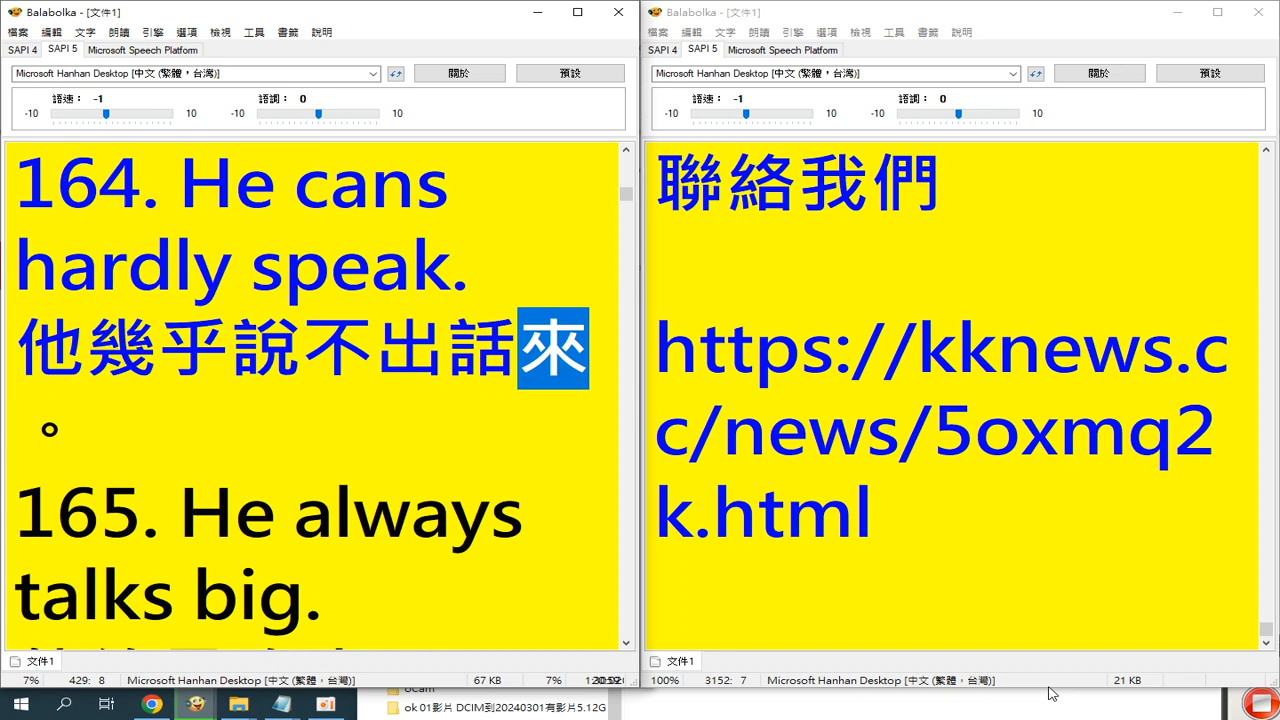 Balabolka - [文件1]
檔案 編輯 文字 朗讀 引擎 選項 檢視 工具 書籤 說明
SAPI 4 SAPI 5 Microsoft Speech Platform
Microsoft Hanhan Desktop [中文 (繁體，台灣)]
關於 預設
語速： -1 語調： 0
-10 10 -10 10
164. He cans
hardly speak.
他幾乎說不出話來
。
165. He always
talks big.
文件1
7% 429: 8 Microsoft Hanhan Desktop [中文 (繁體，台灣)] 67 KB 7%
Balabolka - [文件1]
檔案 編輯 文字 朗讀 引擎 選項 檢視 工具 書籤 說明
SAPI 4 SAPI 5 Microsoft Speech Platform
Microsoft Hanhan Desktop [中文 (繁體，台灣)]
關於 預設
語速： -1 語調： 0
-10 10 -10 10
聯絡我們
https://kknews.c
c/news/5oxmq2
k.html
文件1
100% 3152: 7 Microsoft Hanhan Desktop [中文 (繁體，台灣)] 21 KB
ok 01影片 DCIM到20240301有影片5.12G